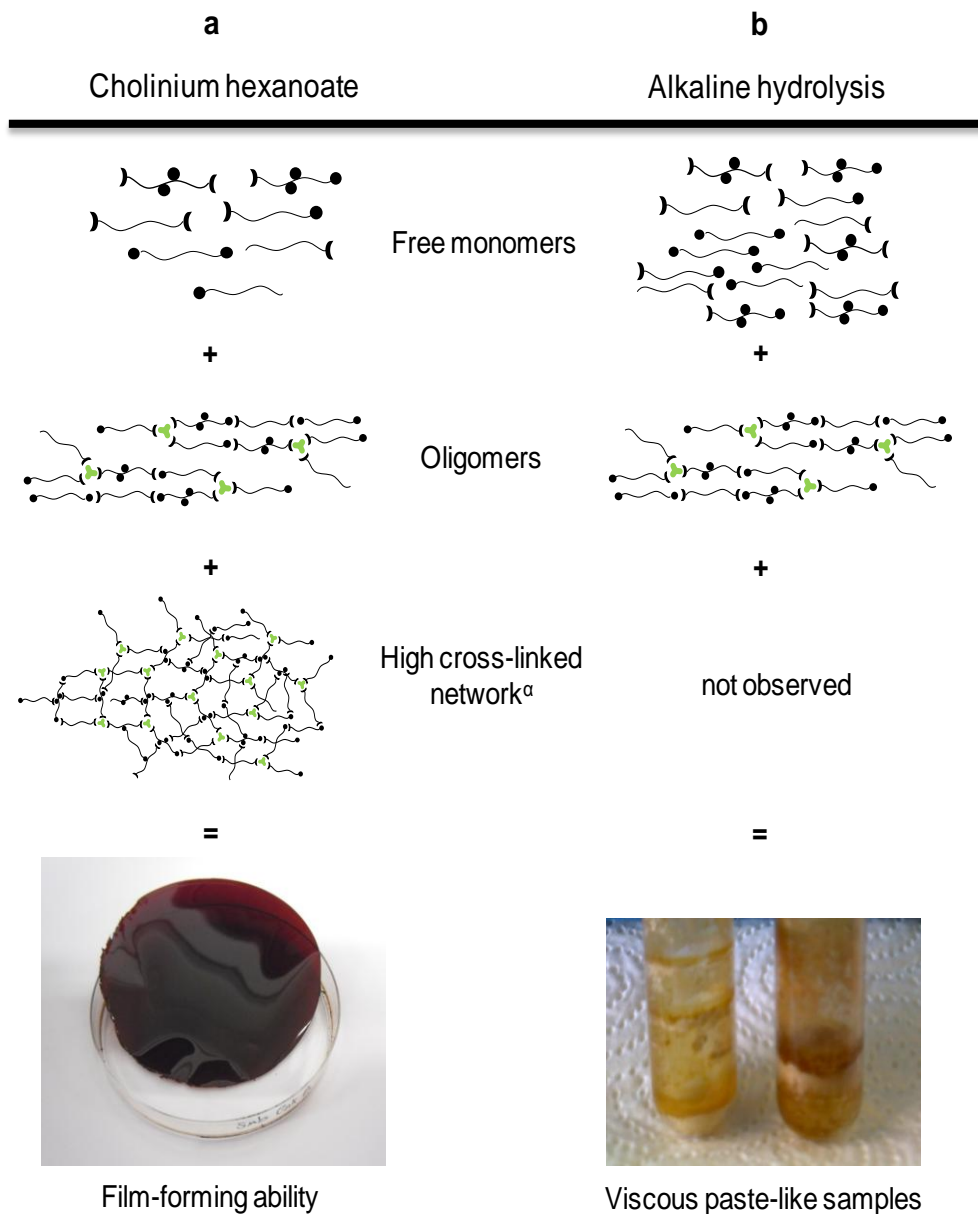 a
b
Cholinium hexanoate
Alkaline hydrolysis
Free monomers
+
+
Oligomers
+
+
High cross-linked
networkᵅ
not observed
=
=
Film-forming ability
Viscous paste-like samples